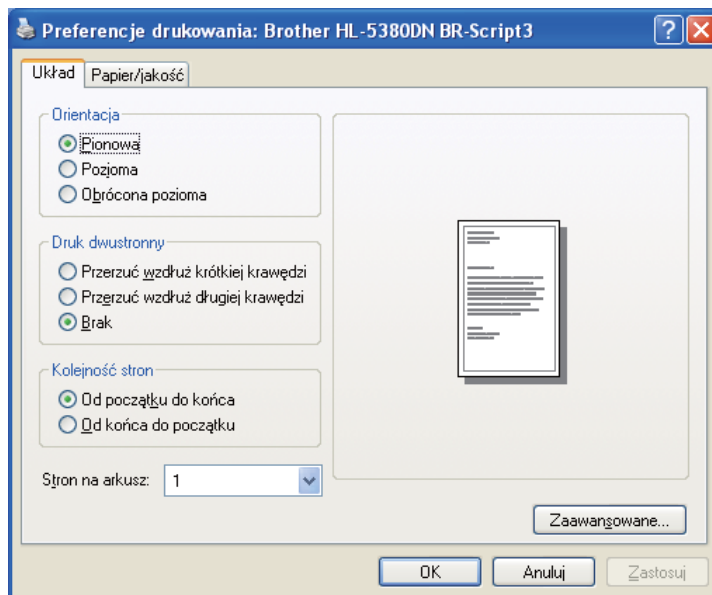 Preferencje drukowania: Brother HL-5380DN BR-Script3
Układ
Papier/jakość
Orientacja
Pionowa
Pozioma
Obrócona pozioma
Druk dwustronny
Przerzuć wzdłuż krótkiej krawędzi
Przerzuć wzdłuż długiej krawędzi
Brak
Kolejność stron
Od początku do końca
Od końca do początku
Stron na arkusz: 1
Zaawansowane...
OK
Anuluj
Zastosuj